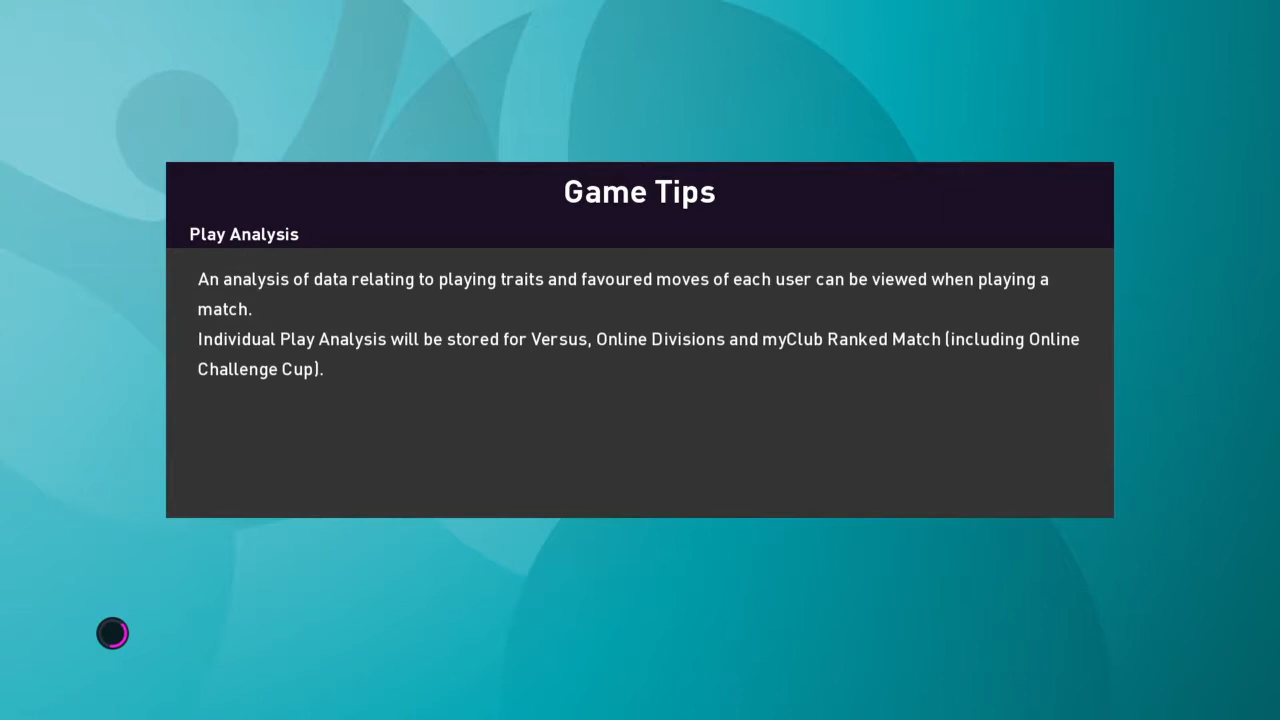 Game Tips
Play Analysis
An analysis of data relating to playing traits and favoured moves of each user can be viewed when playing a
match.
Individual Play Analysis will be stored for Versus, Online Divisions and myClub Ranked Match (including Online
Challenge Cup).